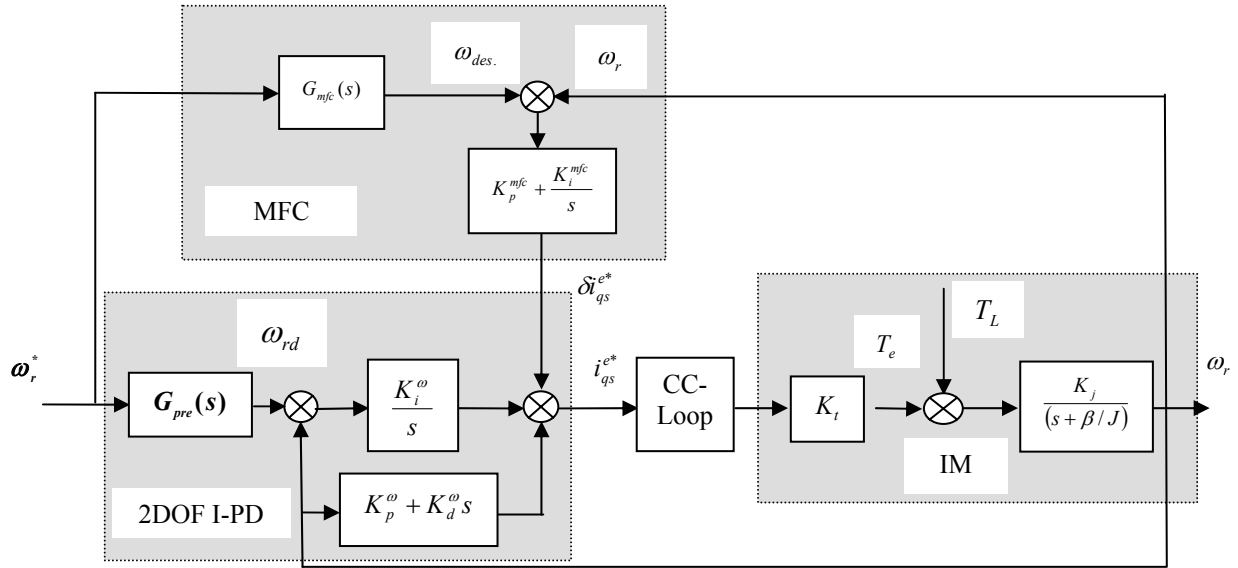 ω_des.
ω_r
G_mfc(s)
K_p^mfc + K_i^mfc / s
MFC
δi_qs^e*
ω_rd
T_L
T_e
ω_r^*
G_pre(s)
K_i^ω / s
i_qs^e*
CC-
Loop
K_t
K_j / (s + β / J)
ω_r
IM
K_p^ω + K_d^ω s
2DOF I-PD